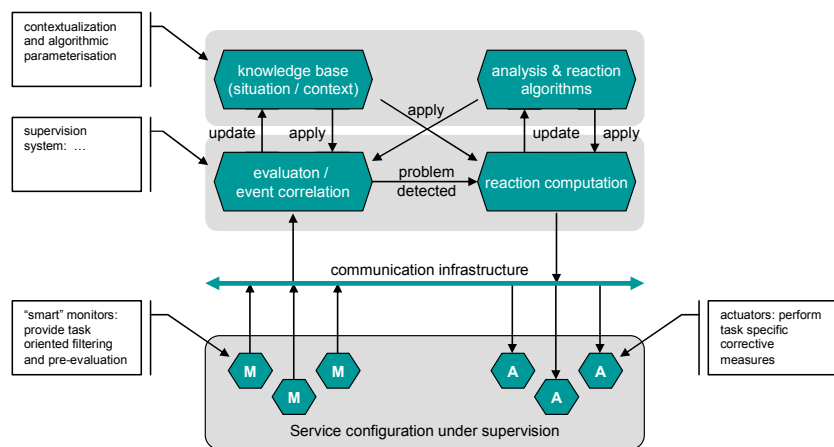 contextualization
and algorithmic
parameterisation
knowledge base
(situation / context)
analysis & reaction
algorithms
apply
update
apply
update
apply
supervision
system: …
evaluaton /
event correlation
problem
detected
reaction computation
communication infrastructure
“smart” monitors:
provide task
oriented filtering
and pre-evaluation
actuators: perform
task specific
corrective
measures
M
M
M
A
A
A
Service configuration under supervision